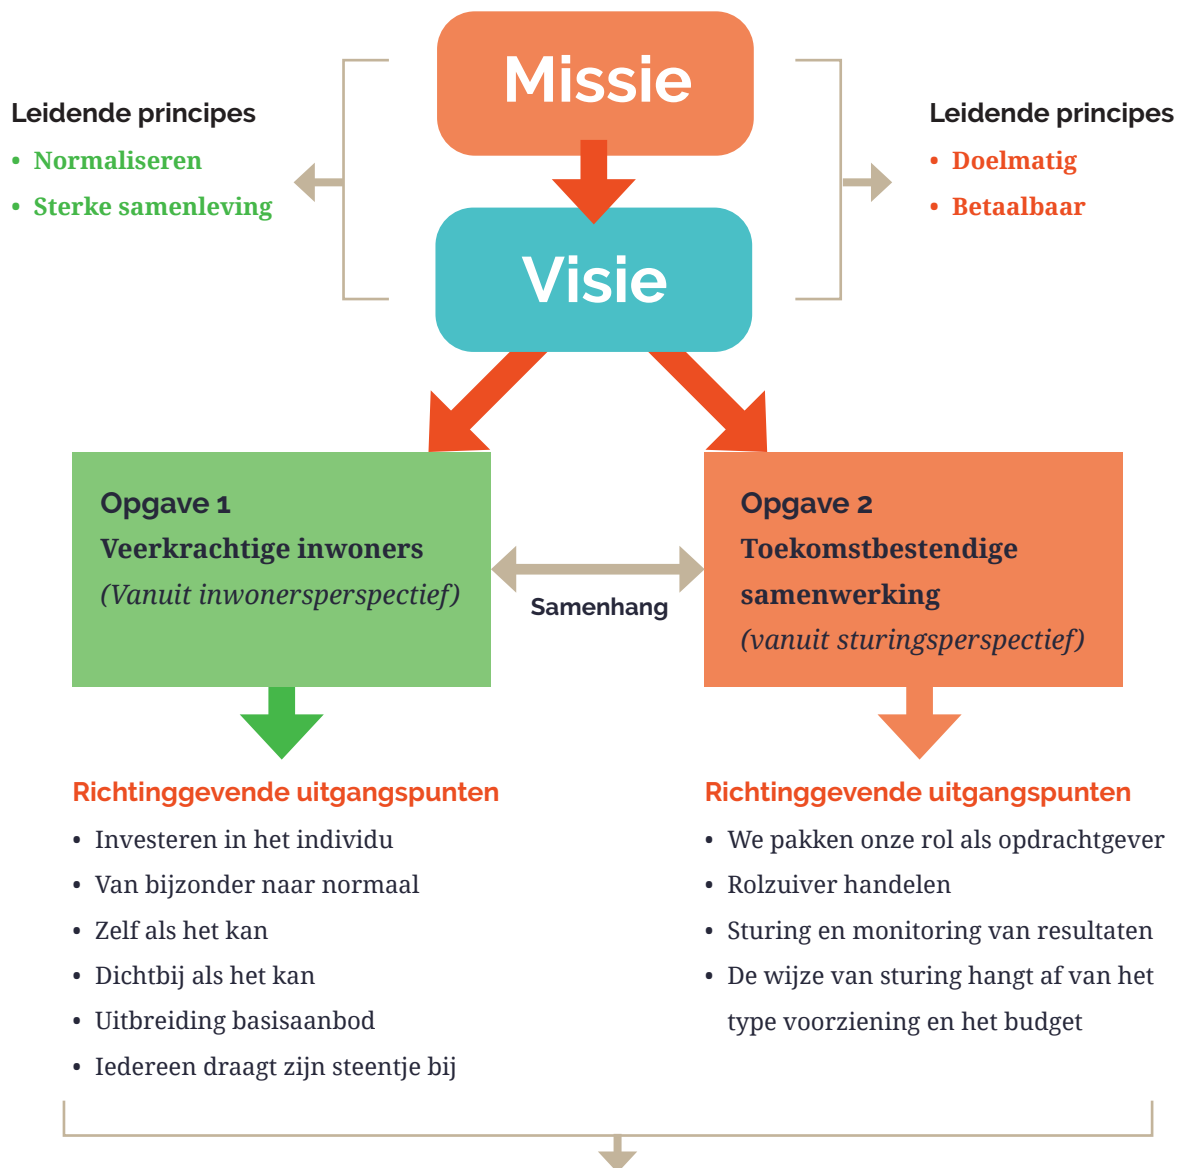 Missie
Leidende principes
• Normaliseren
• Sterke samenleving
Leidende principes
• Doelmatig
• Betaalbaar
Visie
Opgave 1
Veerkrachtige inwoners
(Vanuit inwonersperspectief)
Samenhang
Opgave 2
Toekomstbestendige
samenwerking
(vanuit sturingsperspectief)
Richtinggevende uitgangspunten
• Investeren in het individu
• Van bijzonder naar normaal
• Zelf als het kan
• Dichtbij als het kan
• Uitbreiding basisaanbod
• Iedereen draagt zijn steentje bij
Richtinggevende uitgangspunten
• We pakken onze rol als opdrachtgever
• Rolzuiver handelen
• Sturing en monitoring van resultaten
• De wijze van sturing hangt af van het
type voorziening en het budget